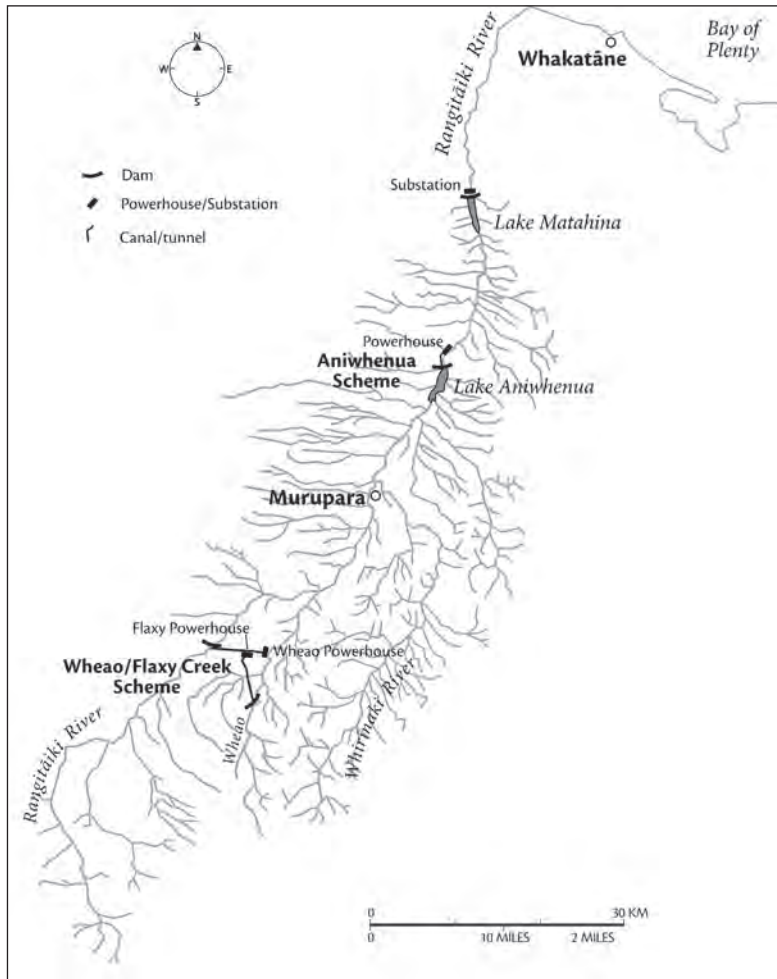 N
W E
S
Bay of
Plenty
Whakatāne
Rangitāiki River
Dam
Powerhouse/Substation
Canal/tunnel
Substation
Lake Matahina
Powerhouse
Aniwhenua
Scheme
Lake Aniwhenua
Murupara
Flaxy Powerhouse
Wheao Powerhouse
Wheao/Flaxy Creek
Scheme
Wheao
Whirinaki River
Rangitāiki River
0 30 KM
0 10 MILES 2 MILES